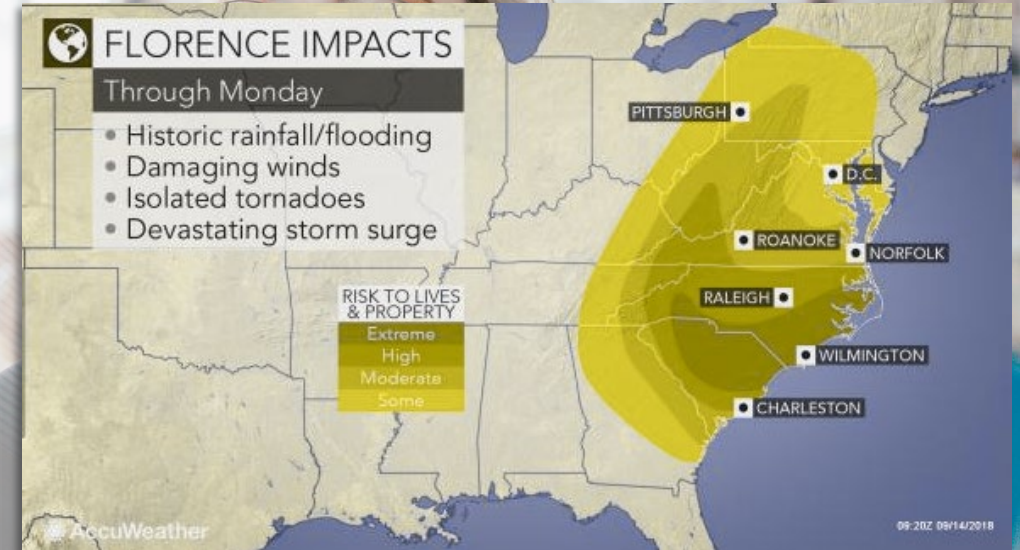 FLORENCE IMPACTS
Through Monday
• Historic rainfall/flooding
• Damaging winds
• Isolated tornadoes
• Devastating storm surge
RISK TO LIVES
& PROPERTY
Extreme
High
Moderate
Some
PITTSBURGH
D.C.
ROANOKE
NORFOLK
RALEIGH
WILMINGTON
CHARLESTON
AccuWeather
09:20Z 09/14/2018